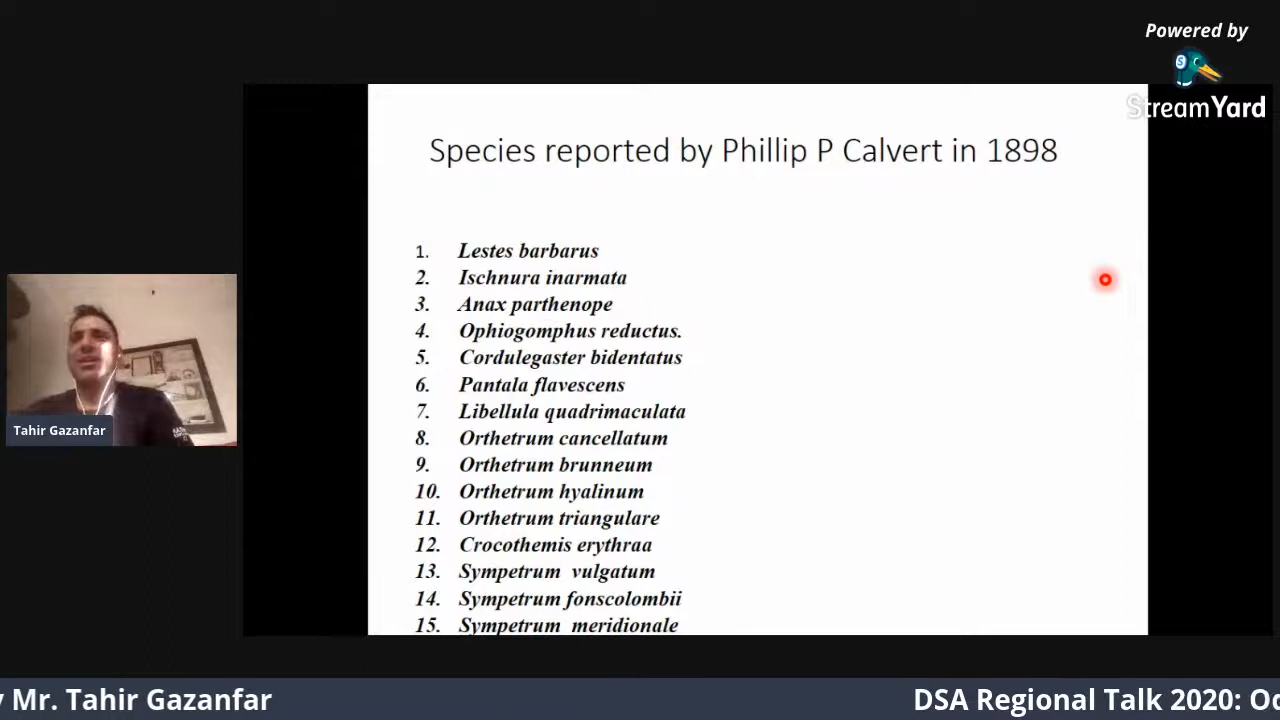 Powered by
StreamYard
Species reported by Phillip P Calvert in 1898
1. Lestes barbarus
2. Ischnura inarmata
3. Anax parthenope
4. Ophiogomphus reductus.
5. Cordulegaster bidentatus
6. Pantala flavescens
7. Libellula quadrimaculata
8. Orthetrum cancellatum
9. Orthetrum brunneum
10. Orthetrum hyalinum
11. Orthetrum triangulare
12. Crocothemis erythraa
13. Sympetrum vulgatum
14. Sympetrum fonscolombii
15. Sympetrum meridionale
Tahir Gazanfar
Mr. Tahir Gazanfar
DSA Regional Talk 2020: